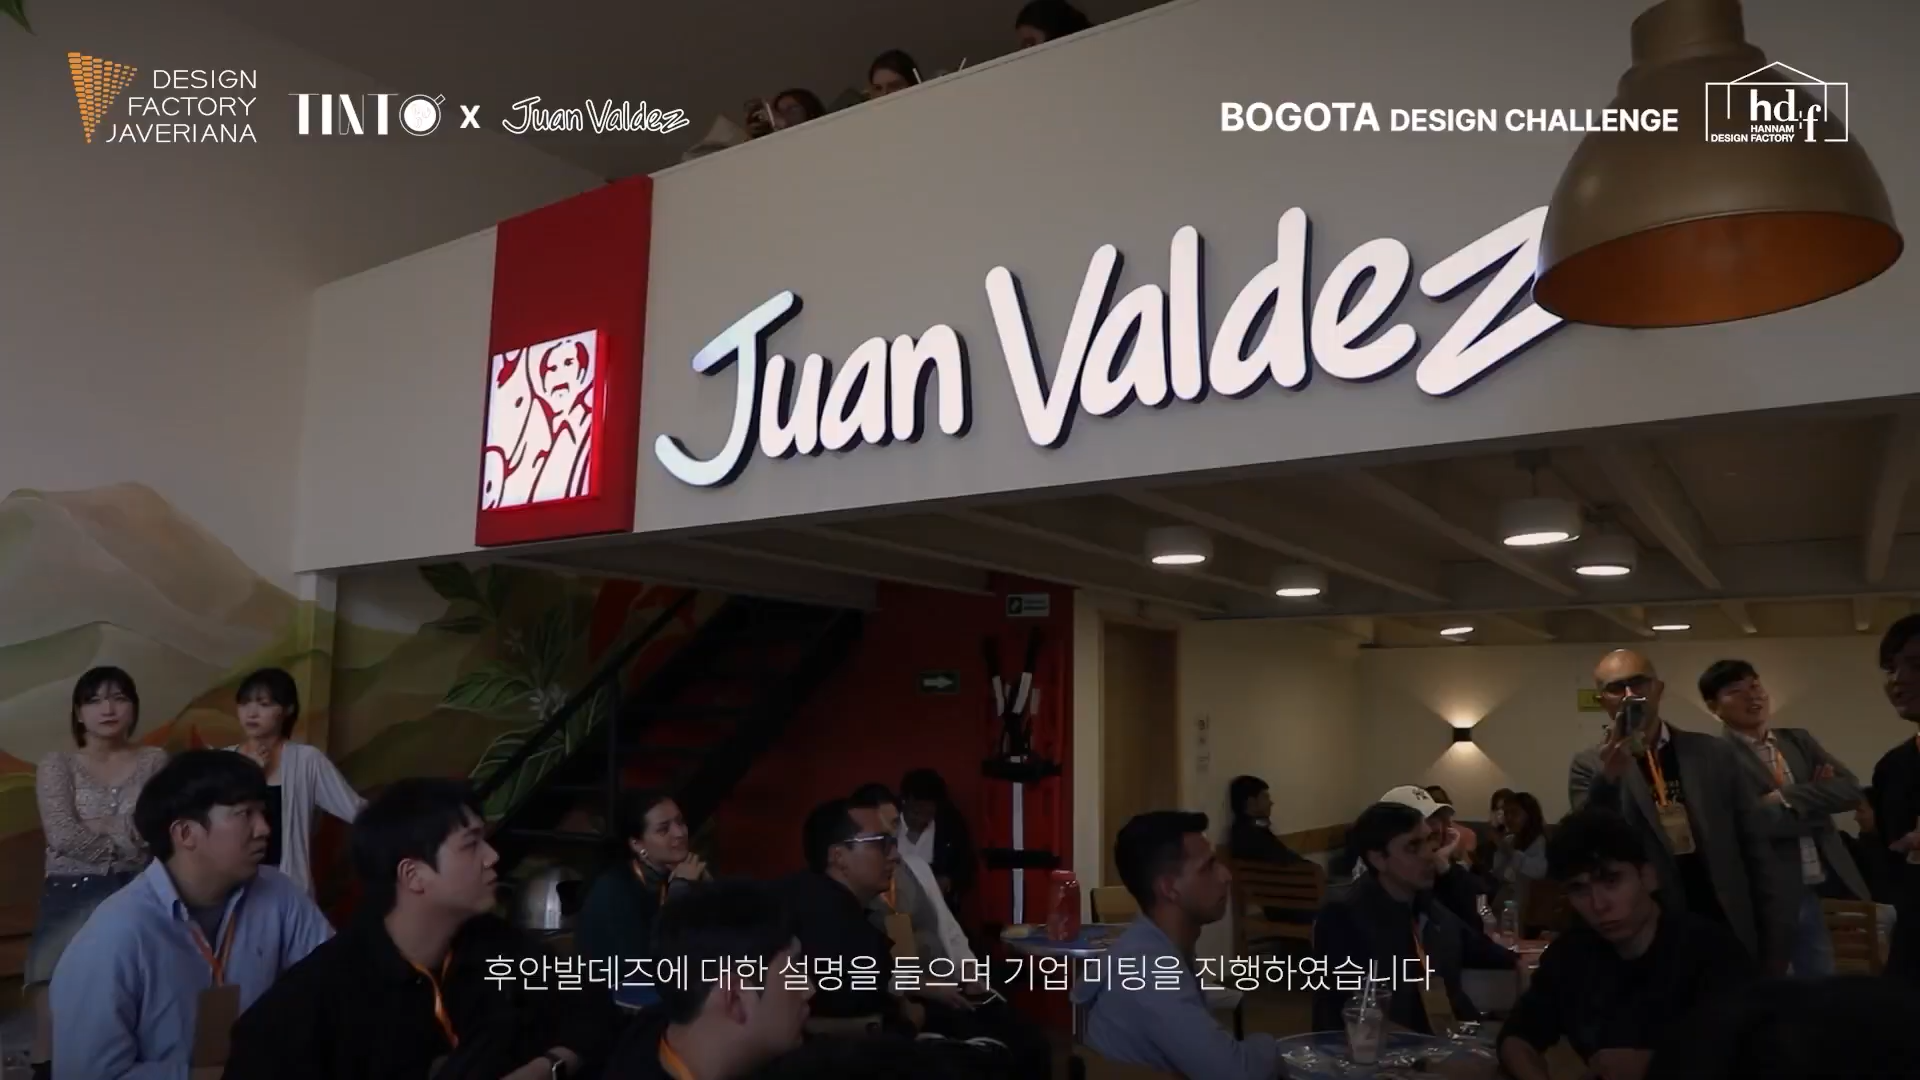 DESIGN
FACTORY
JAVERIANA
TINTO x Juan Valdez
BOGOTA DESIGN CHALLENGE
hd+f
HANNAM
DESIGN FACTORY
Juan Valdez
후안발데즈에 대한 설명을 들으며 기업 미팅을 진행하였습니다